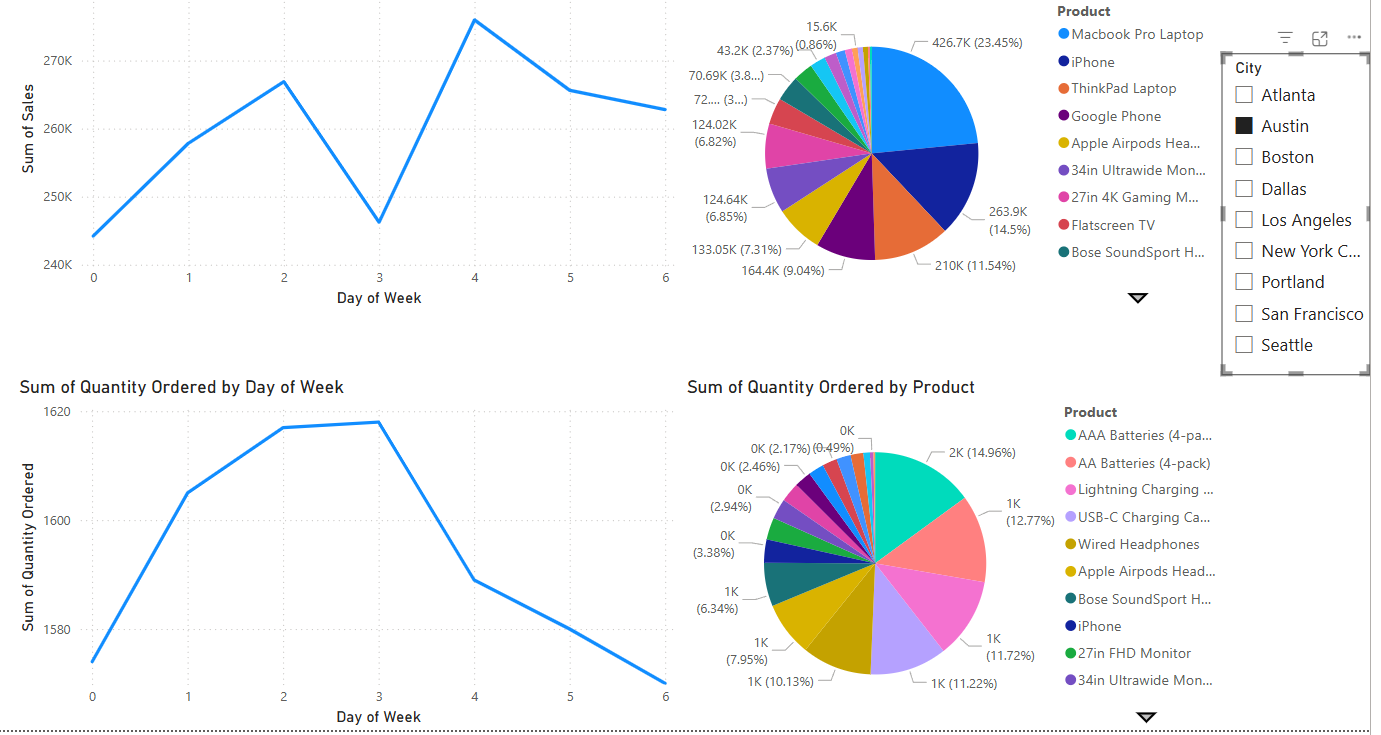 270K
260K
250K
240K
Sum of Sales
0 1 2 3 4 5 6
Day of Week
15.6K
(0.86%)
43.2K (2.37%)
70.69K (3.8...)
72.... (3...)
124.02K
(6.82%)
124.64K
(6.85%)
133.05K (7.31%)
164.4K (9.04%)
210K (11.54%)
263.9K
(14.5%)
426.7K (23.45%)
Product
Macbook Pro Laptop
iPhone
ThinkPad Laptop
Google Phone
Apple Airpods Hea...
34in Ultrawide Mon...
27in 4K Gaming M...
Flatscreen TV
Bose SoundSport H...
City
Atlanta
Austin
Boston
Dallas
Los Angeles
New York C...
Portland
San Francisco
Seattle
Sum of Quantity Ordered by Day of Week
1620
1600
1580
Sum of Quantity Ordered
0 1 2 3 4 5 6
Day of Week
Sum of Quantity Ordered by Product
0K
(0.49%)
0K (2.17%)
0K (2.46%)
0K
(2.94%)
0K
(3.38%)
1K
(6.34%)
1K
(7.95%)
1K (10.13%)
1K (11.22%)
1K
(11.72%)
1K
(12.77%)
2K (14.96%)
Product
AAA Batteries (4-pa...
AA Batteries (4-pack)
Lightning Charging ...
USB-C Charging Ca...
Wired Headphones
Apple Airpods Head...
Bose SoundSport H...
iPhone
27in FHD Monitor
34in Ultrawide Mon...